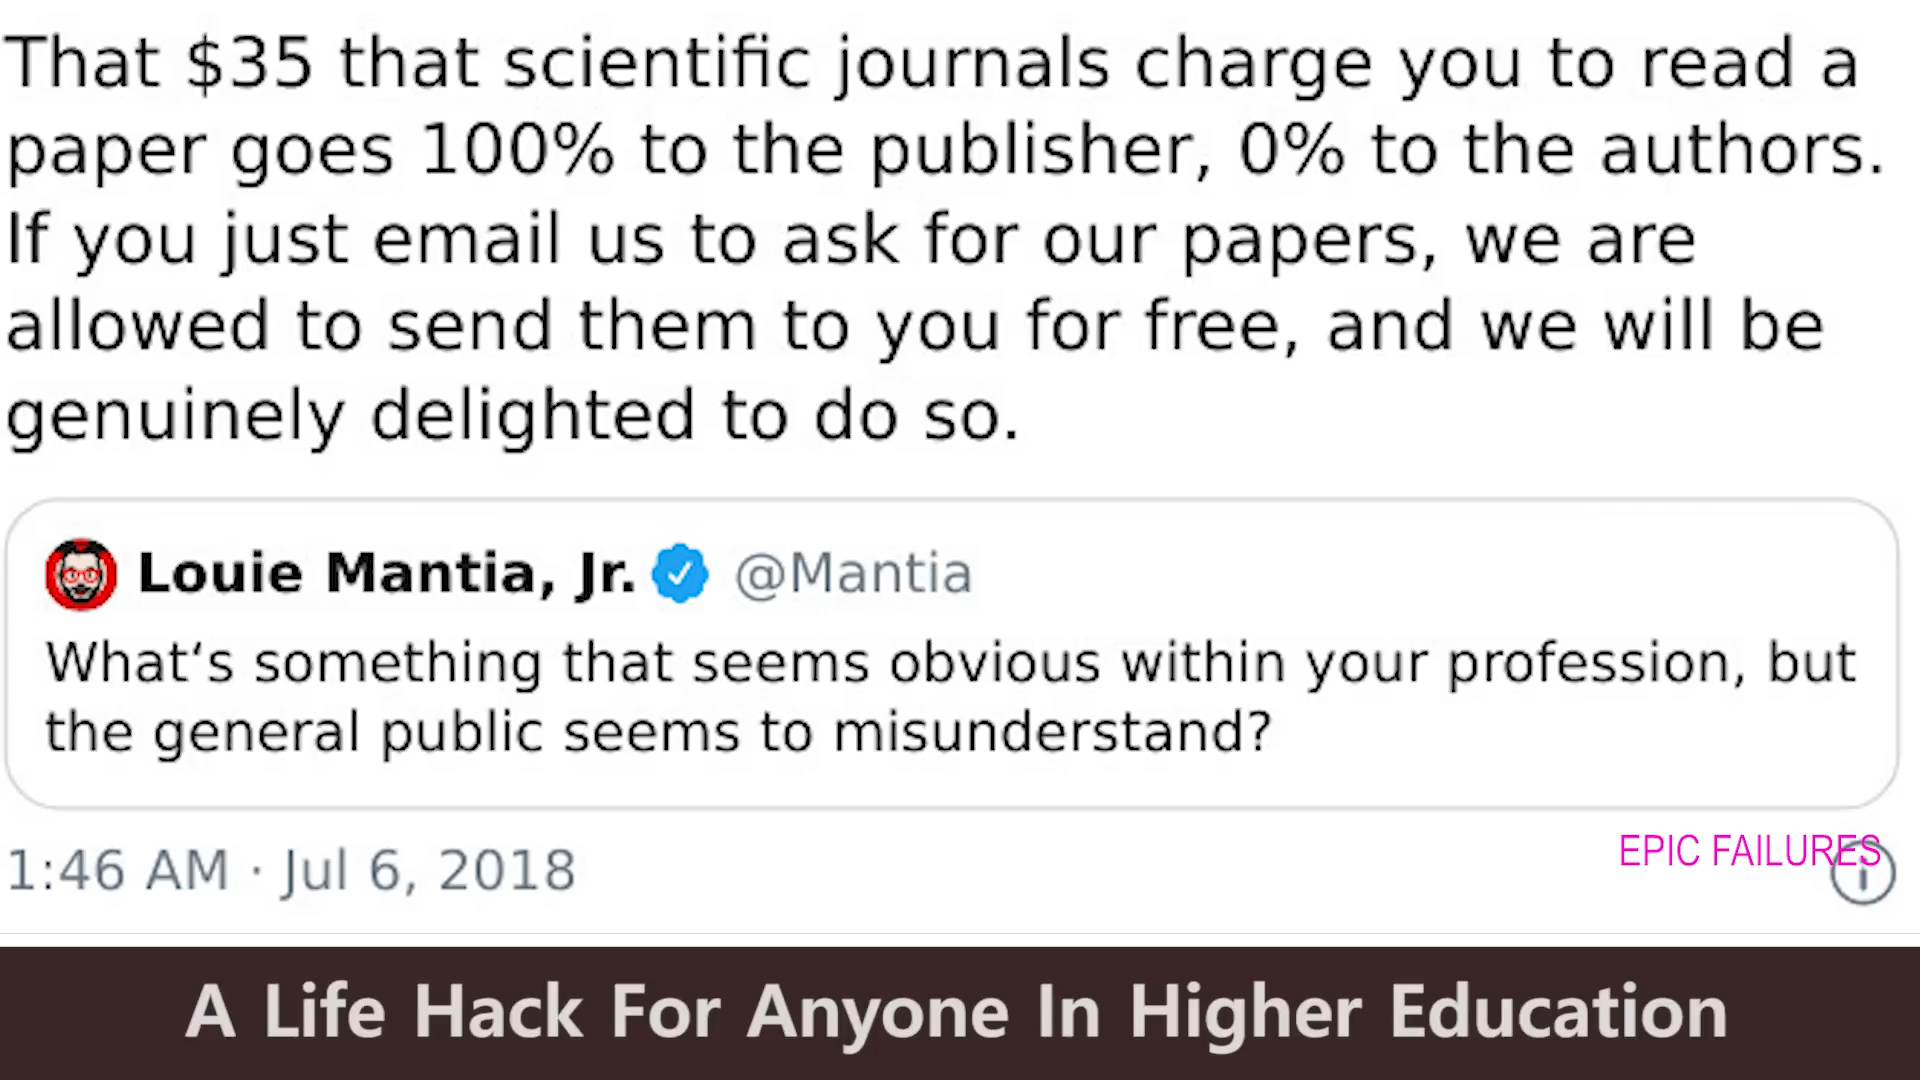 That $35 that scientific journals charge you to read a
paper goes 100% to the publisher, 0% to the authors.
If you just email us to ask for our papers, we are
allowed to send them to you for free, and we will be
genuinely delighted to do so.
Louie Mantia, Jr. @Mantia
What‘s something that seems obvious within your profession, but
the general public seems to misunderstand?
EPIC FAILURES
1:46 AM · Jul 6, 2018
A Life Hack For Anyone In Higher Education